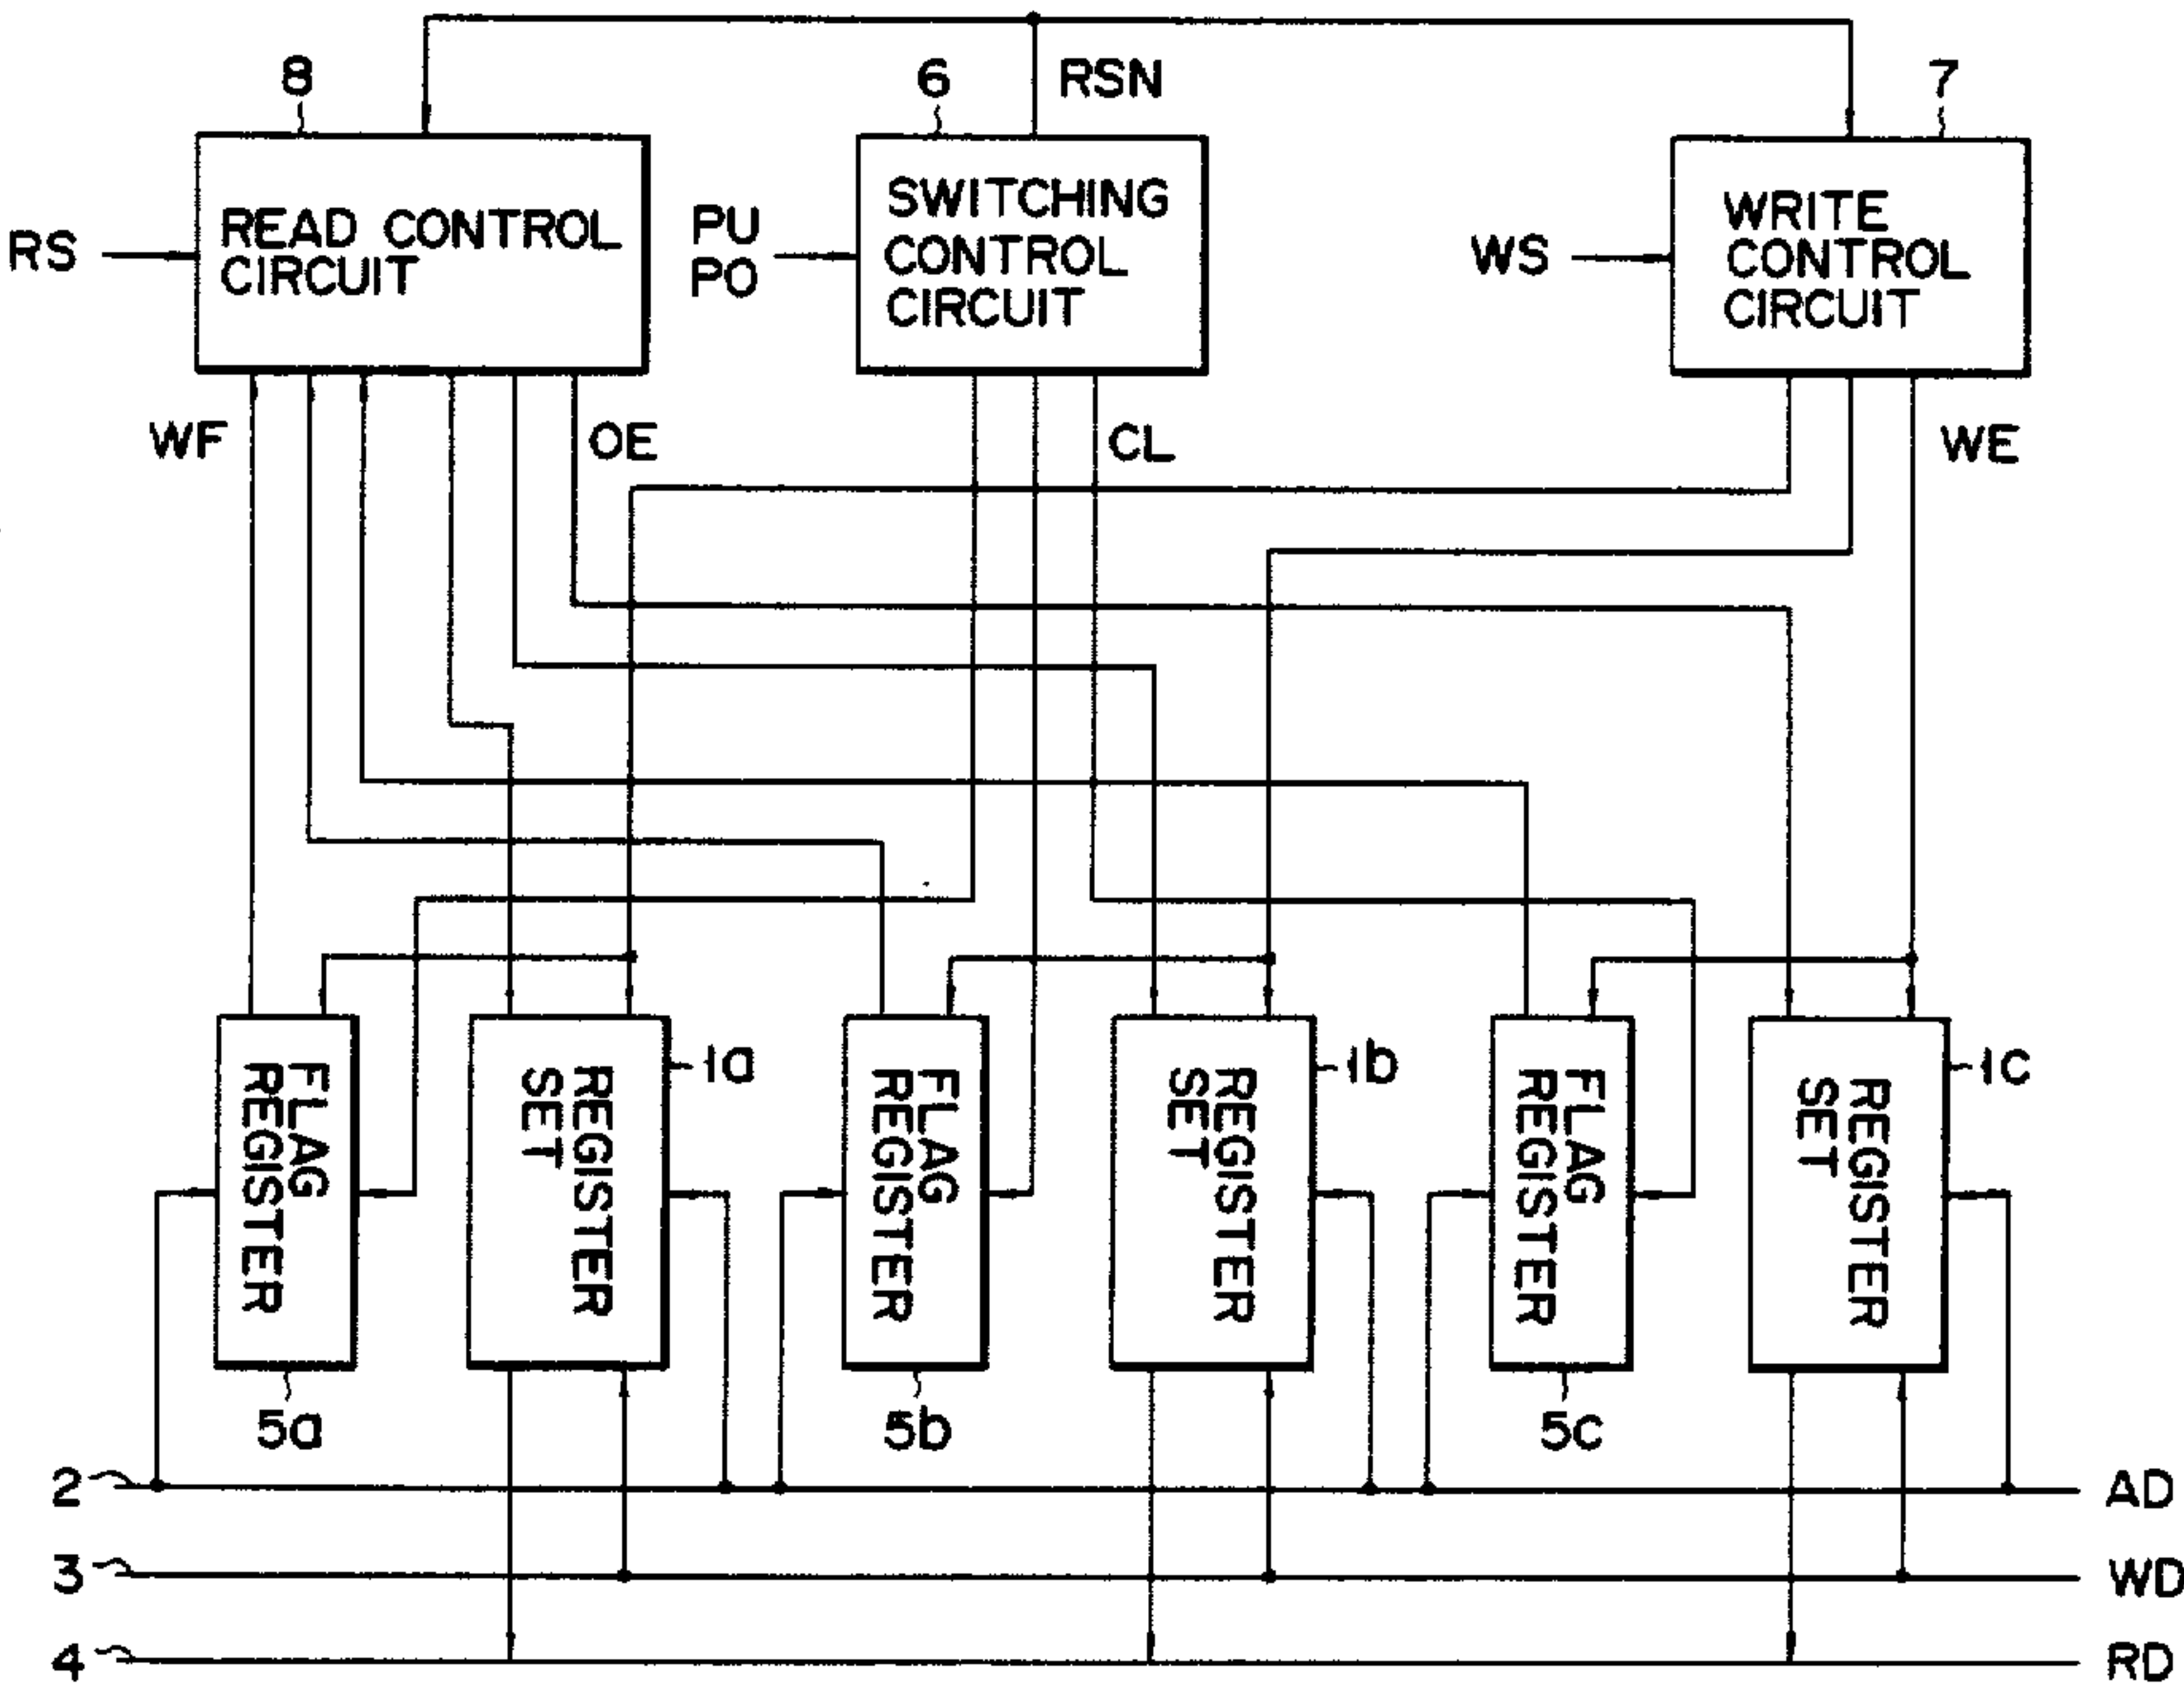 8
6
RSN
7
RS
READ CONTROL
CIRCUIT
PU
PO
SWITCHING
CONTROL
CIRCUIT
WS
WRITE
CONTROL
CIRCUIT
WF
OE
CL
WE
FLAG
REGISTER
REGISTER
SET
1a
FLAG
REGISTER
REGISTER
SET
1b
FLAG
REGISTER
REGISTER
SET
1c
5a
5b
5c
2
AD
3
WD
4
RD